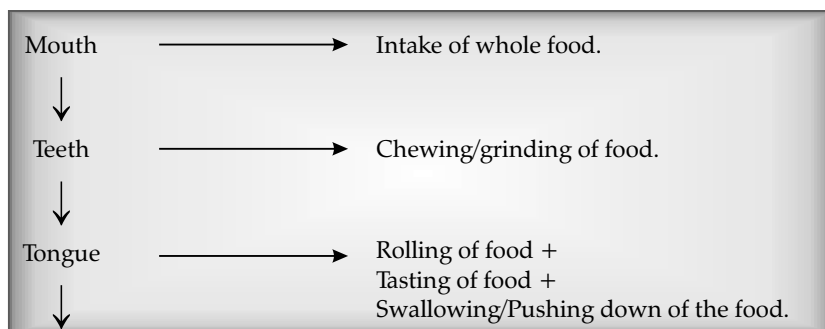 Mouth Intake of whole food.
Teeth Chewing/grinding of food.
Tongue Rolling of food +
Tasting of food +
Swallowing/Pushing down of the food.